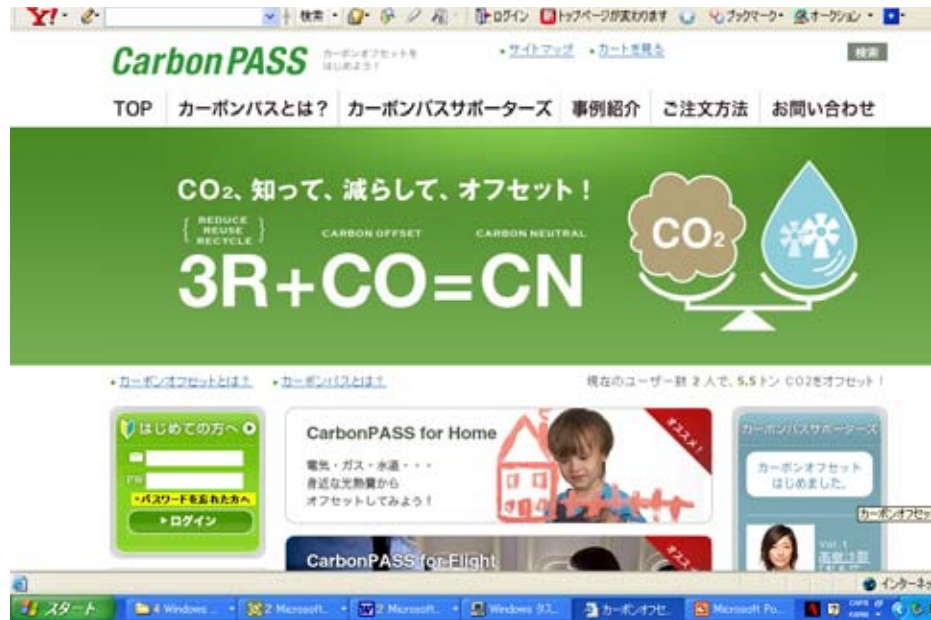 検索
ログイン
トップページが変わります
ブックマーク
オークション
CarbonPASS
カーボンオフセットを
はじめよう!
サイトマップ
カートを見る
検索
TOP
カーボンパスとは?
カーボンパスサポーターズ
事例紹介
ご注文方法
お問い合わせ
CO2、知って、減らして、オフセット!
REDUCE
REUSE
RECYCLE
CARBON OFFSET
CARBON NEUTRAL
3R+CO=CN
CO2
カーボンオフセットとは?
カーボンパスとは?
現在のユーザー数 2 人で、5.5トン CO2をオフセット!
はじめての方へ
パスワードを忘れた方へ
ログイン
CarbonPASS for Home
電気・ガス・水道・・・
身近な光熱費から
オフセットしてみよう!
オススメ!
カーボンパスサポーターズ
カーボンオフセット
はじめました。
カーボンオフセッ
Vol.1
CarbonPASS for Flight
インターネッ
スタート
4 Windows ...
2 Microsoft...
2 Microsoft...
Windows タス...
カーボンオフセ...
Microsoft Po...